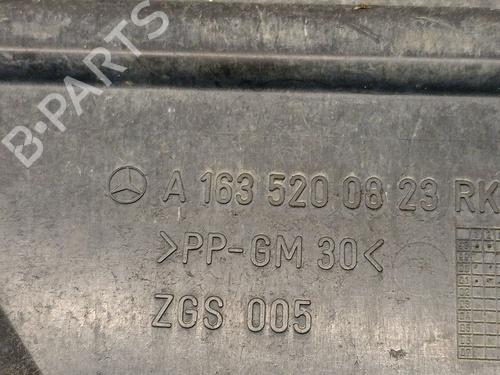 B-PARTS
A 163 520 08 23 RK
>PP-GM 30<
ZGS 005